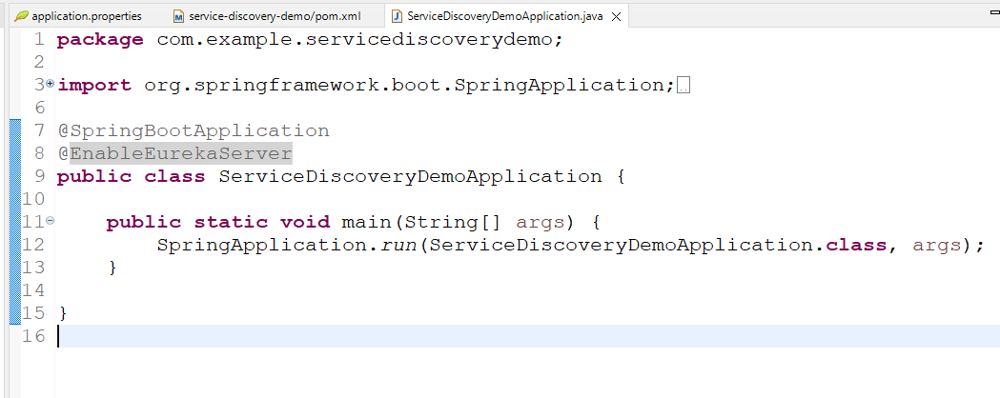 application.properties service-discovery-demo/pom.xml ServiceDiscoveryDemoApplication.java
1 package com.example.servicediscoverydemo;
2
3 import org.springframework.boot.SpringApplication;
6
7 @SpringBootApplication
8 @EnableEurekaServer
9 public class ServiceDiscoveryDemoApplication {
10
11 public static void main(String[] args) {
12 SpringApplication.run(ServiceDiscoveryDemoApplication.class, args);
13 }
14
15 }
16